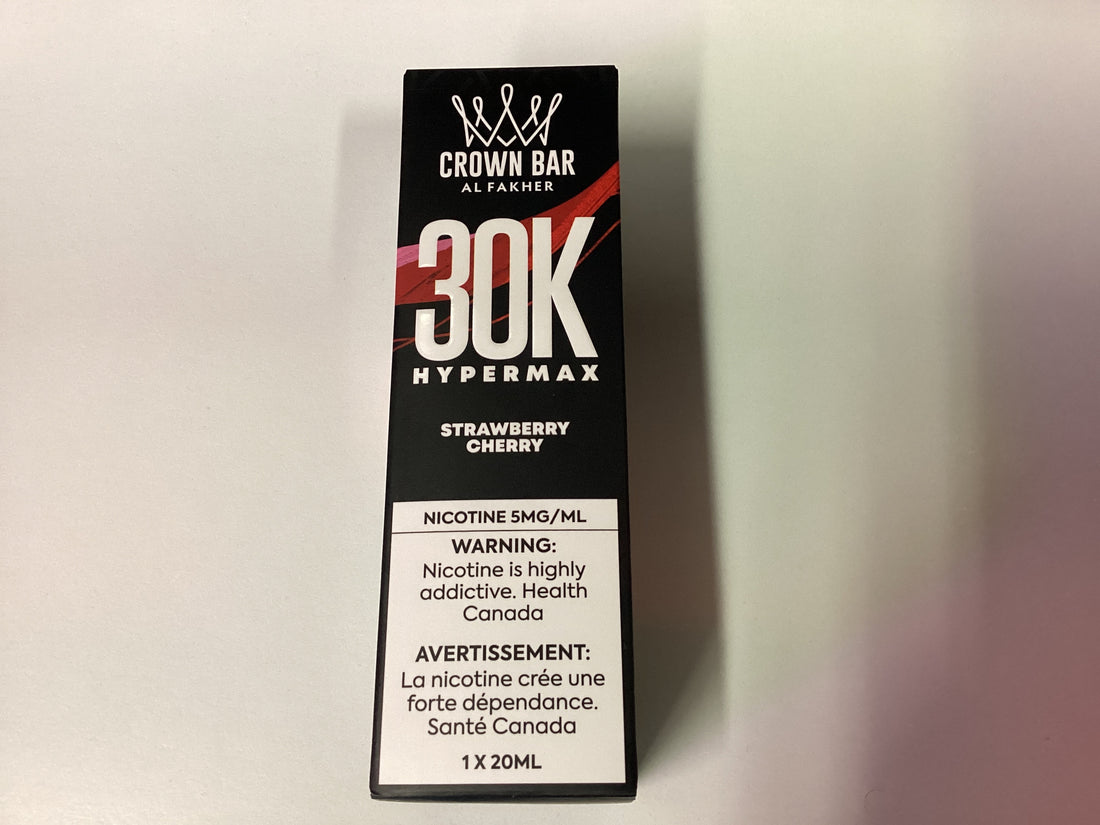 CROWN BAR
AL FAKHER
30K
HYPERMAX
STRAWBERRY
CHERRY
NICOTINE 5MG/ML
WARNING:
Nicotine is highly
addictive. Health
Canada
AVERTISSEMENT:
La nicotine crée une
forte dépendance.
Santé Canada
1 X 20ML